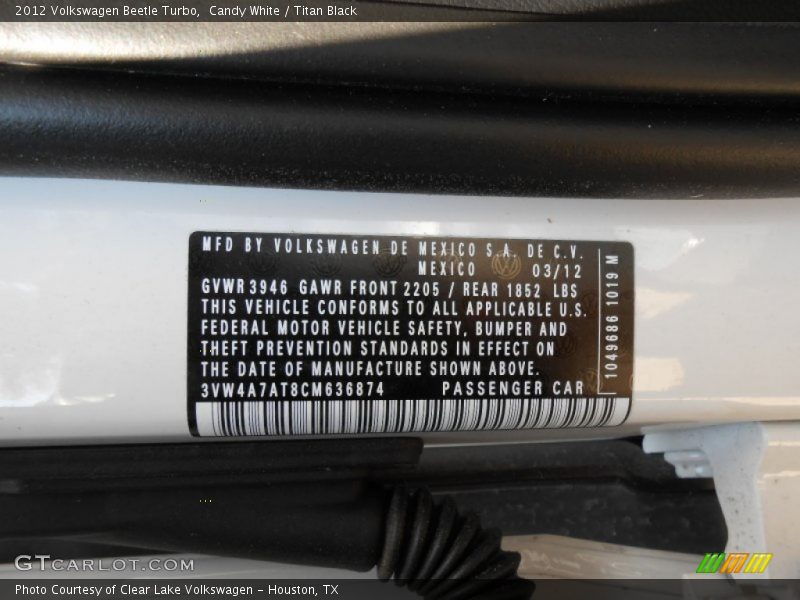 2012 Volkswagen Beetle Turbo,  Candy White / Titan Black
MFD BY VOLKSWAGEN DE MEXICO S.A. DE C.V.
MEXICO 03/12
GVWR 3946 GAWR FRONT 2205 / REAR 1852 LBS
THIS VEHICLE CONFORMS TO ALL APPLICABLE U.S.
FEDERAL MOTOR VEHICLE SAFETY, BUMPER AND
THEFT PREVENTION STANDARDS IN EFFECT ON
THE DATE OF MANUFACTURE SHOWN ABOVE.
3VW4A7AT8CM636874 PASSENGER CAR
1049686 1019 M
GTCARLOT.COM
Photo Courtesy of Clear Lake Volkswagen – Houston, TX